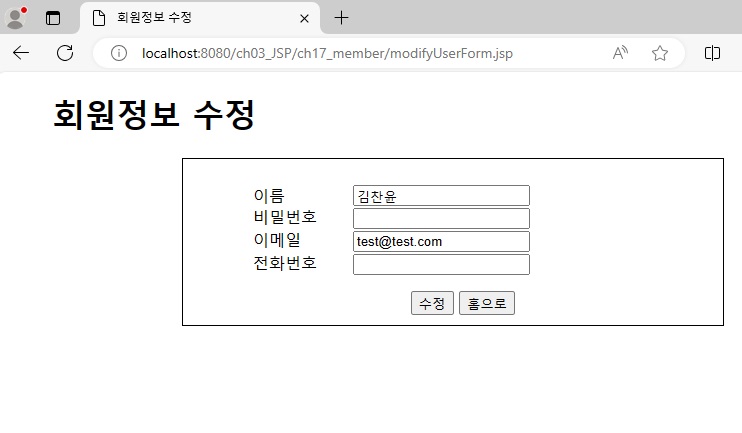 회원정보 수정
localhost:8080/ch03_JSP/ch17_member/modifyUserForm.jsp
회원정보 수정
이름 김찬윤
비밀번호
이메일 test@test.com
전화번호
수정 홈으로